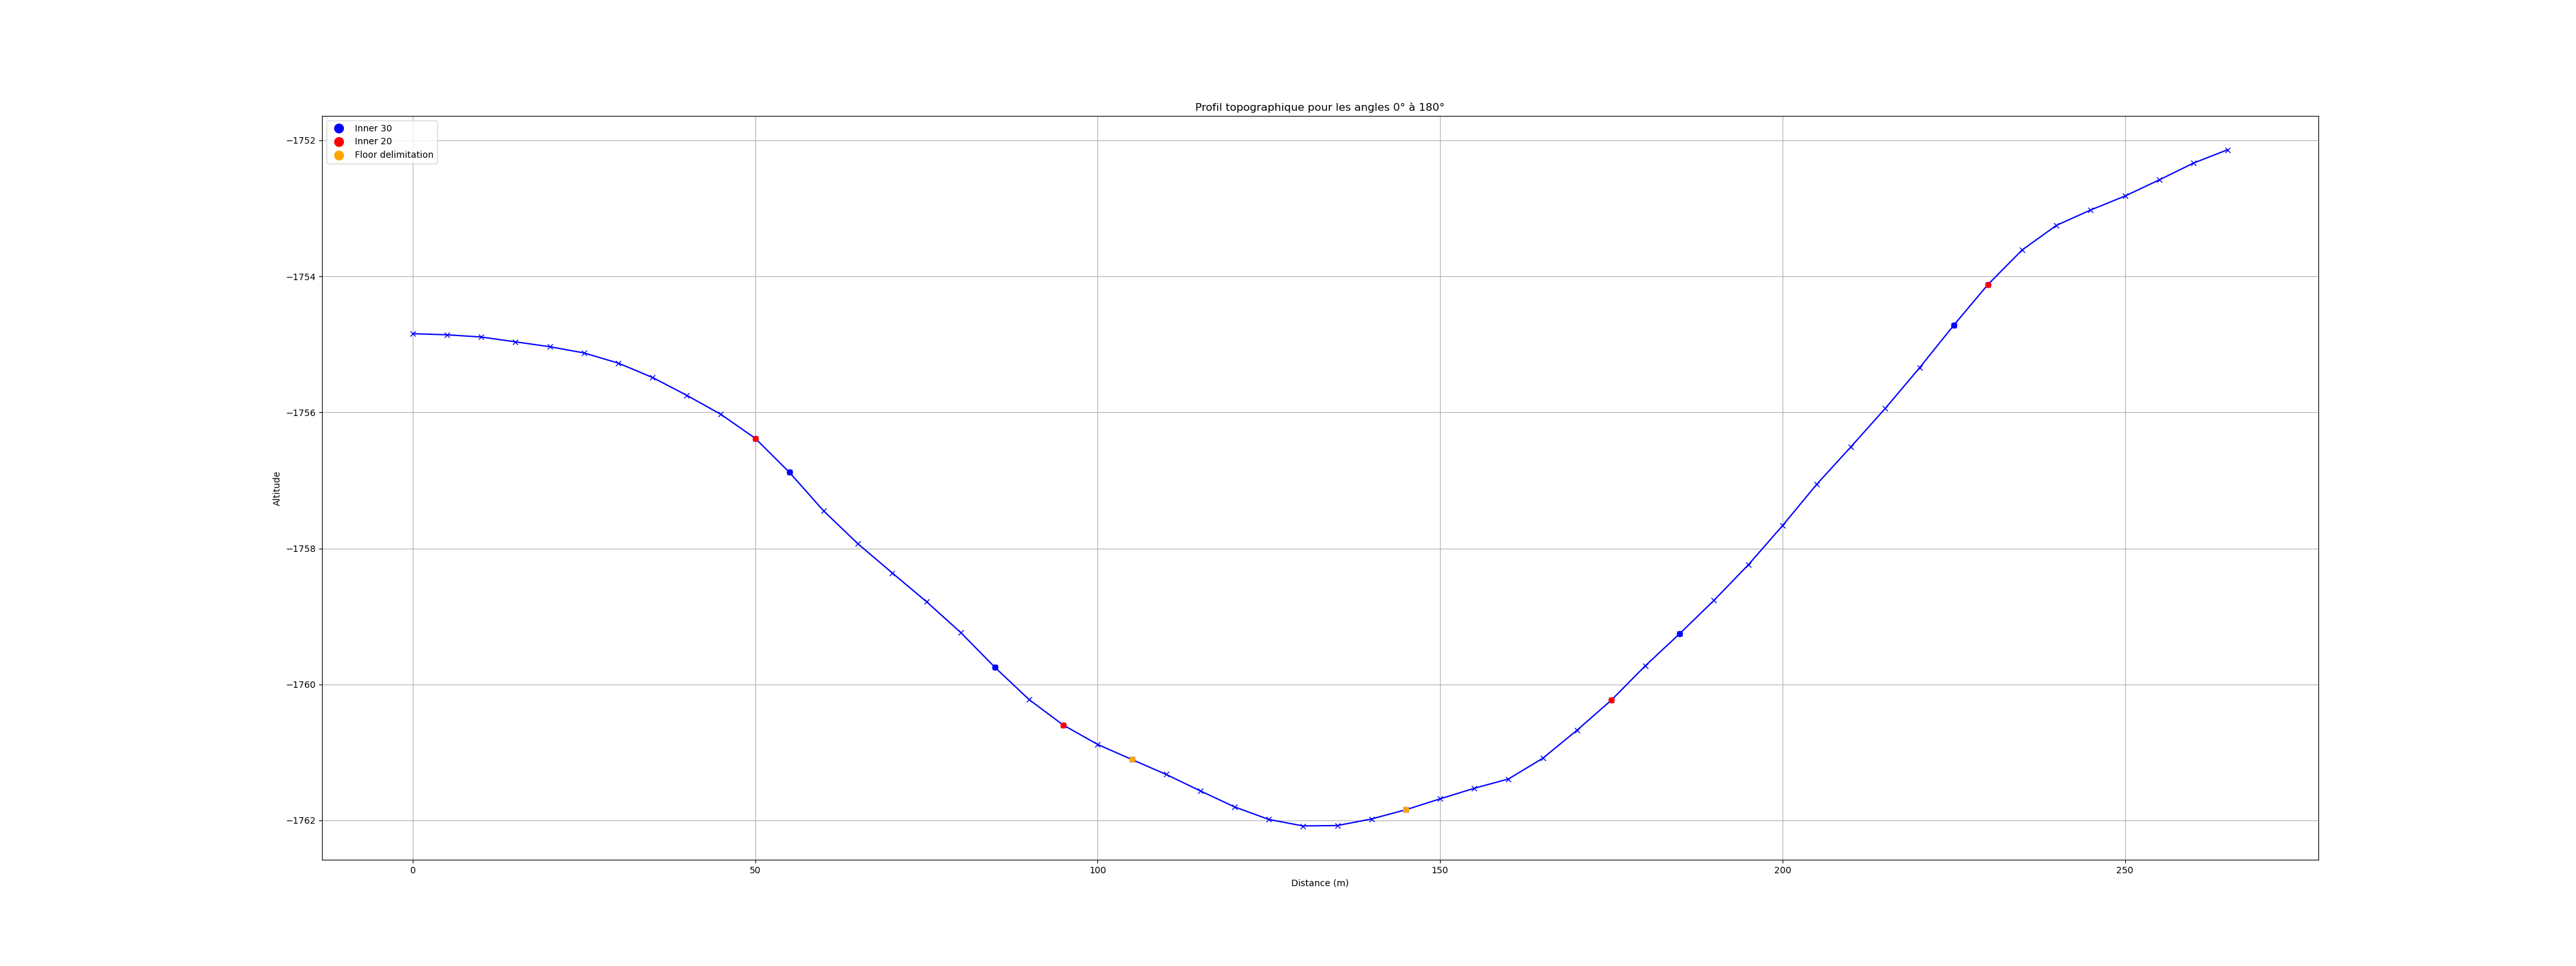 Profil topographique pour les angles 0° à 180°
Inner 30
Inner 20
Floor delimitation
−1752
−1754
−1756
−1758
−1760
−1762
Altitude
0
50
100
150
200
250
Distance (m)